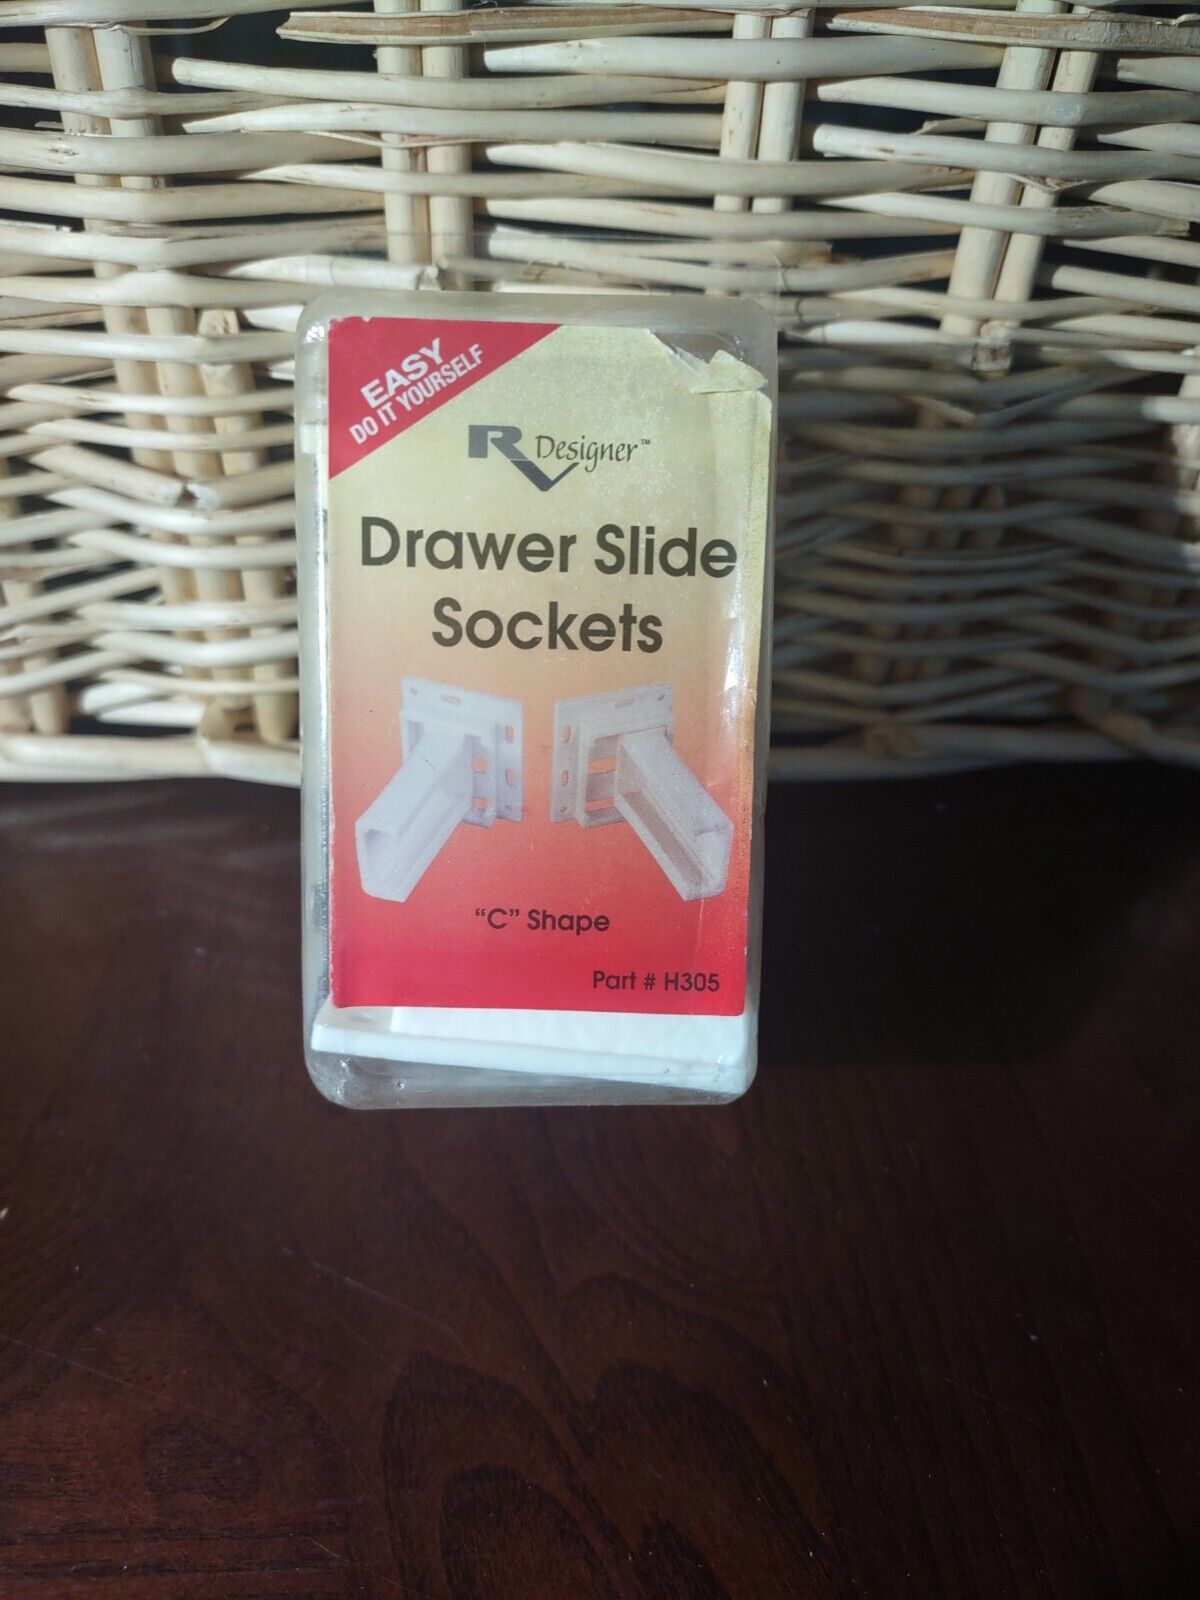 EASY
DO IT YOURSELF
RV Designer™
Drawer Slide
Sockets
“C” Shape
Part # H305